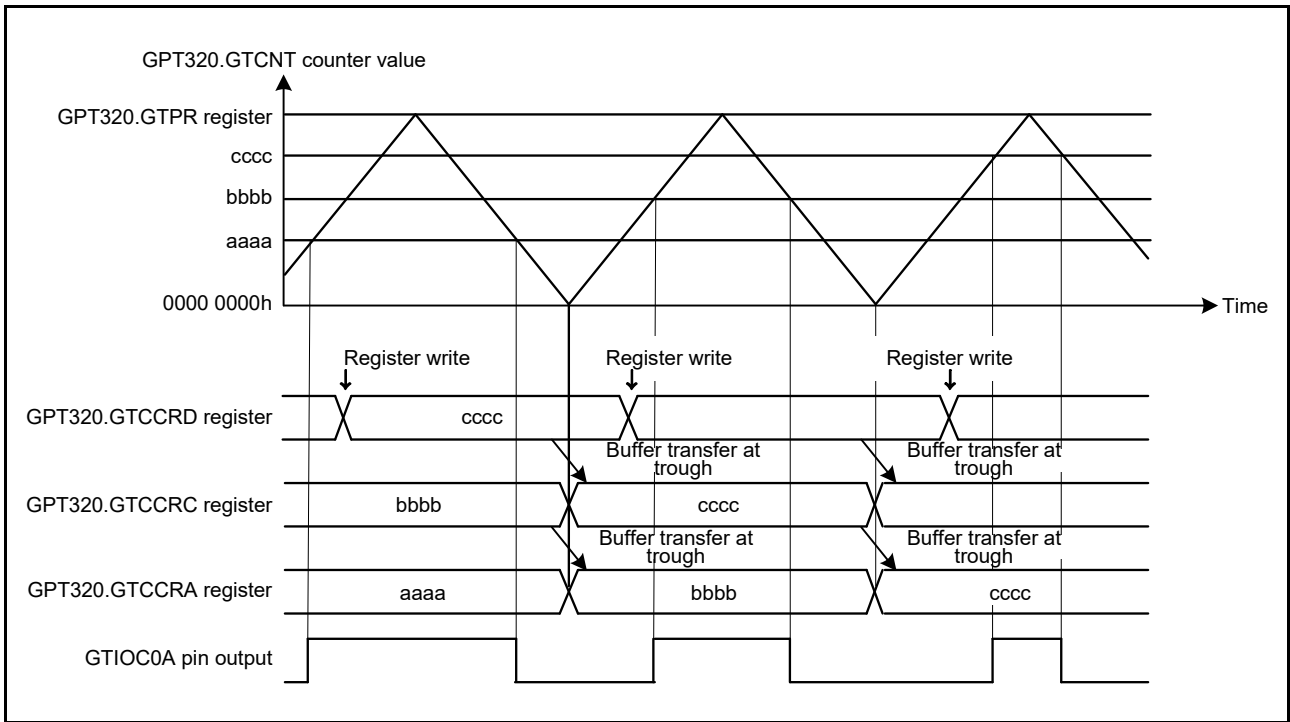 GPT320.GTCNT counter value
GPT320.GTPR register
cccc
bbbb
aaaa
0000 0000h
Time
Register write
Register write
Register write
GPT320.GTCCRD register
cccc
Buffer transfer at
trough
Buffer transfer at
trough
GPT320.GTCCRC register
bbbb
cccc
Buffer transfer at
trough
Buffer transfer at
trough
GPT320.GTCCRA register
aaaa
bbbb
cccc
GTIOC0A pin output